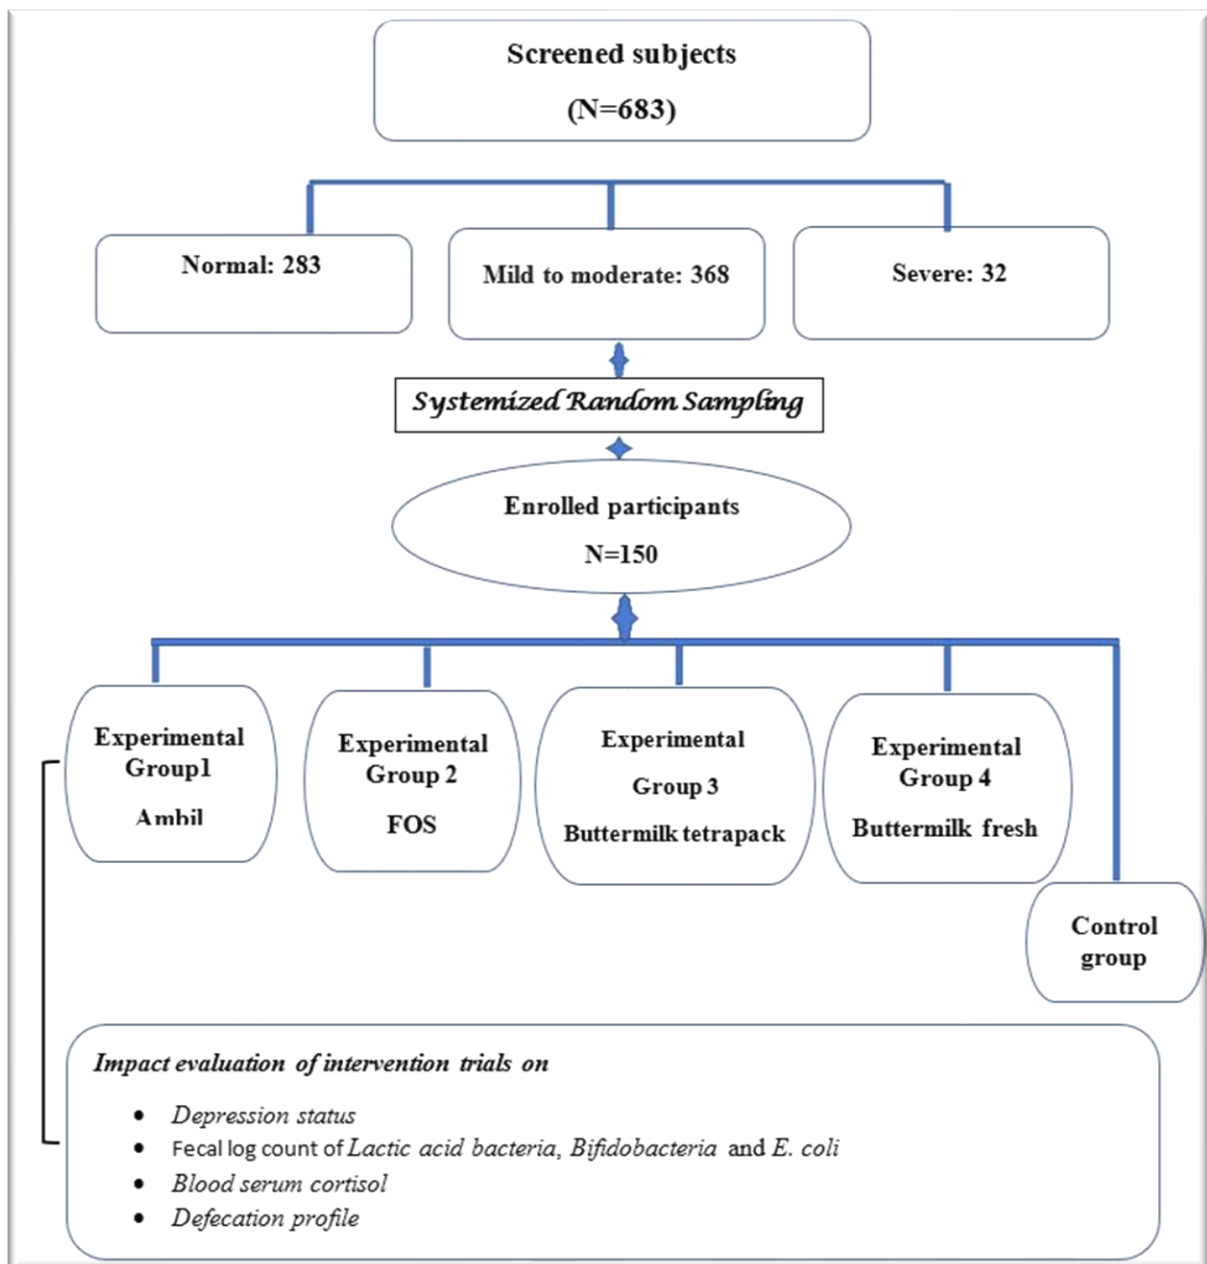 Screened subjects
(N=683)
Normal: 283
Mild to moderate: 368
Severe: 32
Systemized Random Sampling
Enrolled participants
N=150
Experimental
Group1
Ambil
Experimental
Group 2
FOS
Experimental
Group 3
Buttermilk tetrapack
Experimental
Group 4
Buttermilk fresh
Control
group
Impact evaluation of intervention trials on
• Depression status
• Fecal log count of Lactic acid bacteria, Bifidobacteria and E. coli
• Blood serum cortisol
• Defecation profile